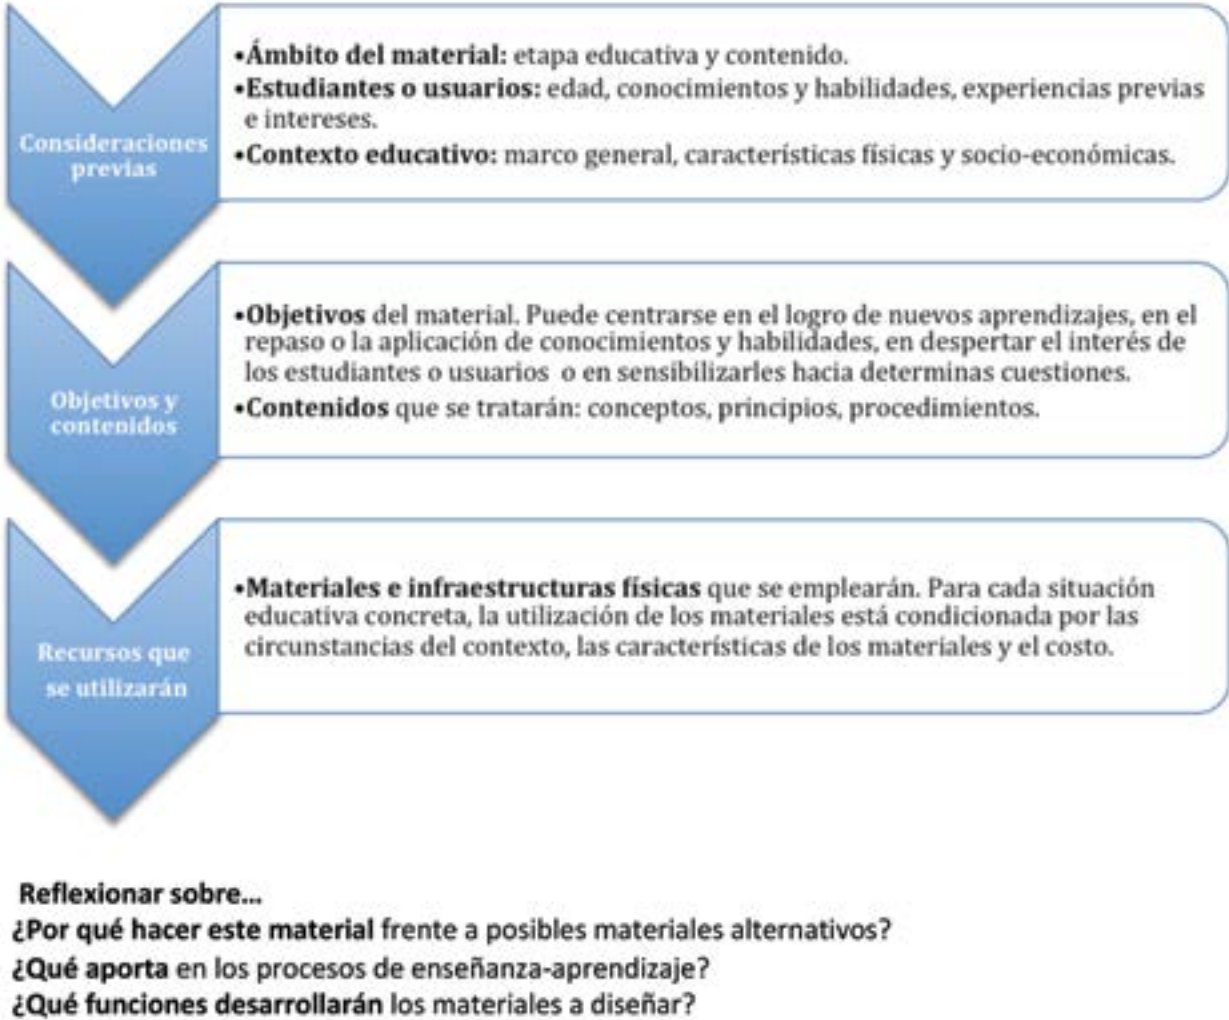 Consideraciones
previas
•Ámbito del material: etapa educativa y contenido.
•Estudiantes o usuarios: edad, conocimientos y habilidades, experiencias previas
e intereses.
•Contexto educativo: marco general, características físicas y socio-económicas.
Objetivos y
contenidos
•Objetivos del material. Puede centrarse en el logro de nuevos aprendizajes, en el
repaso o la aplicación de conocimientos y habilidades, en despertar el interés de
los estudiantes o usuarios o en sensibilizarles hacia determinas cuestiones.
•Contenidos que se tratarán: conceptos, principios, procedimientos.
Recursos que
se utilizarán
•Materiales e infraestructuras físicas que se emplearán. Para cada situación
educativa concreta, la utilización de los materiales está condicionada por las
circunstancias del contexto, las características de los materiales y el costo.
Reflexionar sobre...
¿Por qué hacer este material frente a posibles materiales alternativos?
¿Qué aporta en los procesos de enseñanza-aprendizaje?
¿Qué funciones desarrollarán los materiales a diseñar?